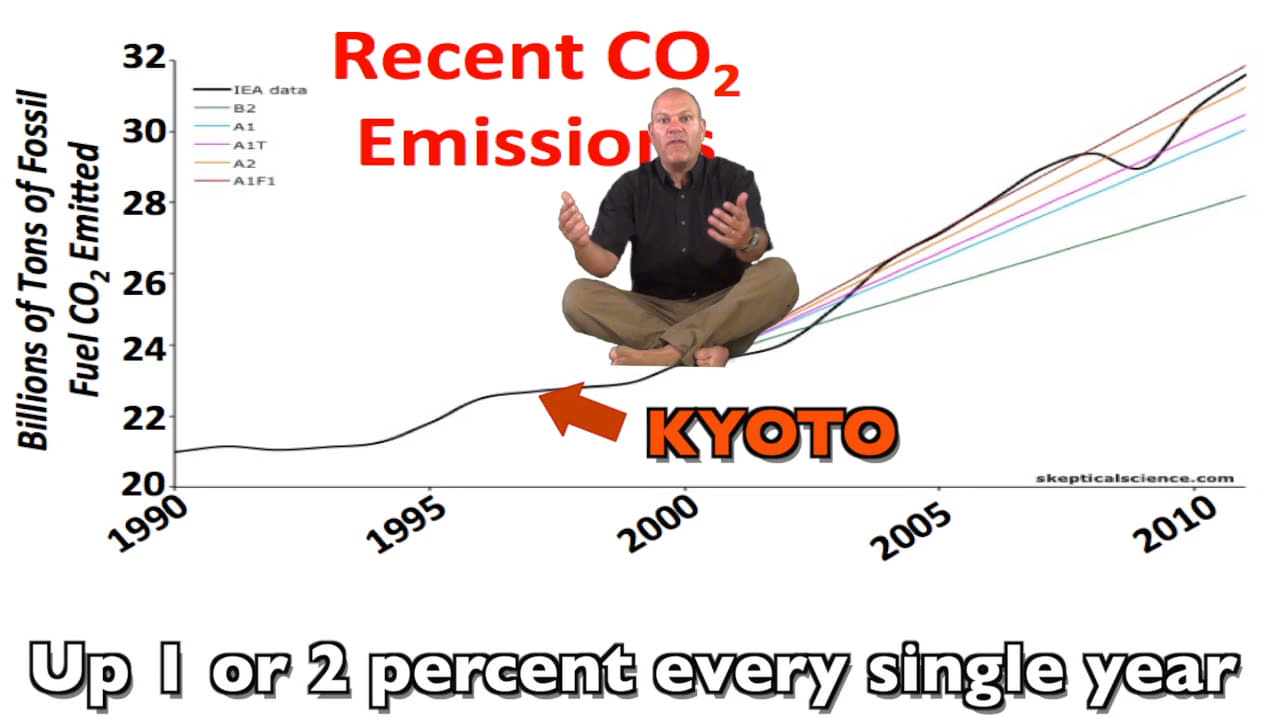 Recent CO₂
Emissions
32
30
28
26
24
22
20
Billions of Tons of Fossil
Fuel CO₂ Emitted
IEA data
B2
A1
A1T
A2
A1F1
KYOTO
skepticalscience.com
1990
1995
2000
2005
2010
Up 1 or 2 percent every single year